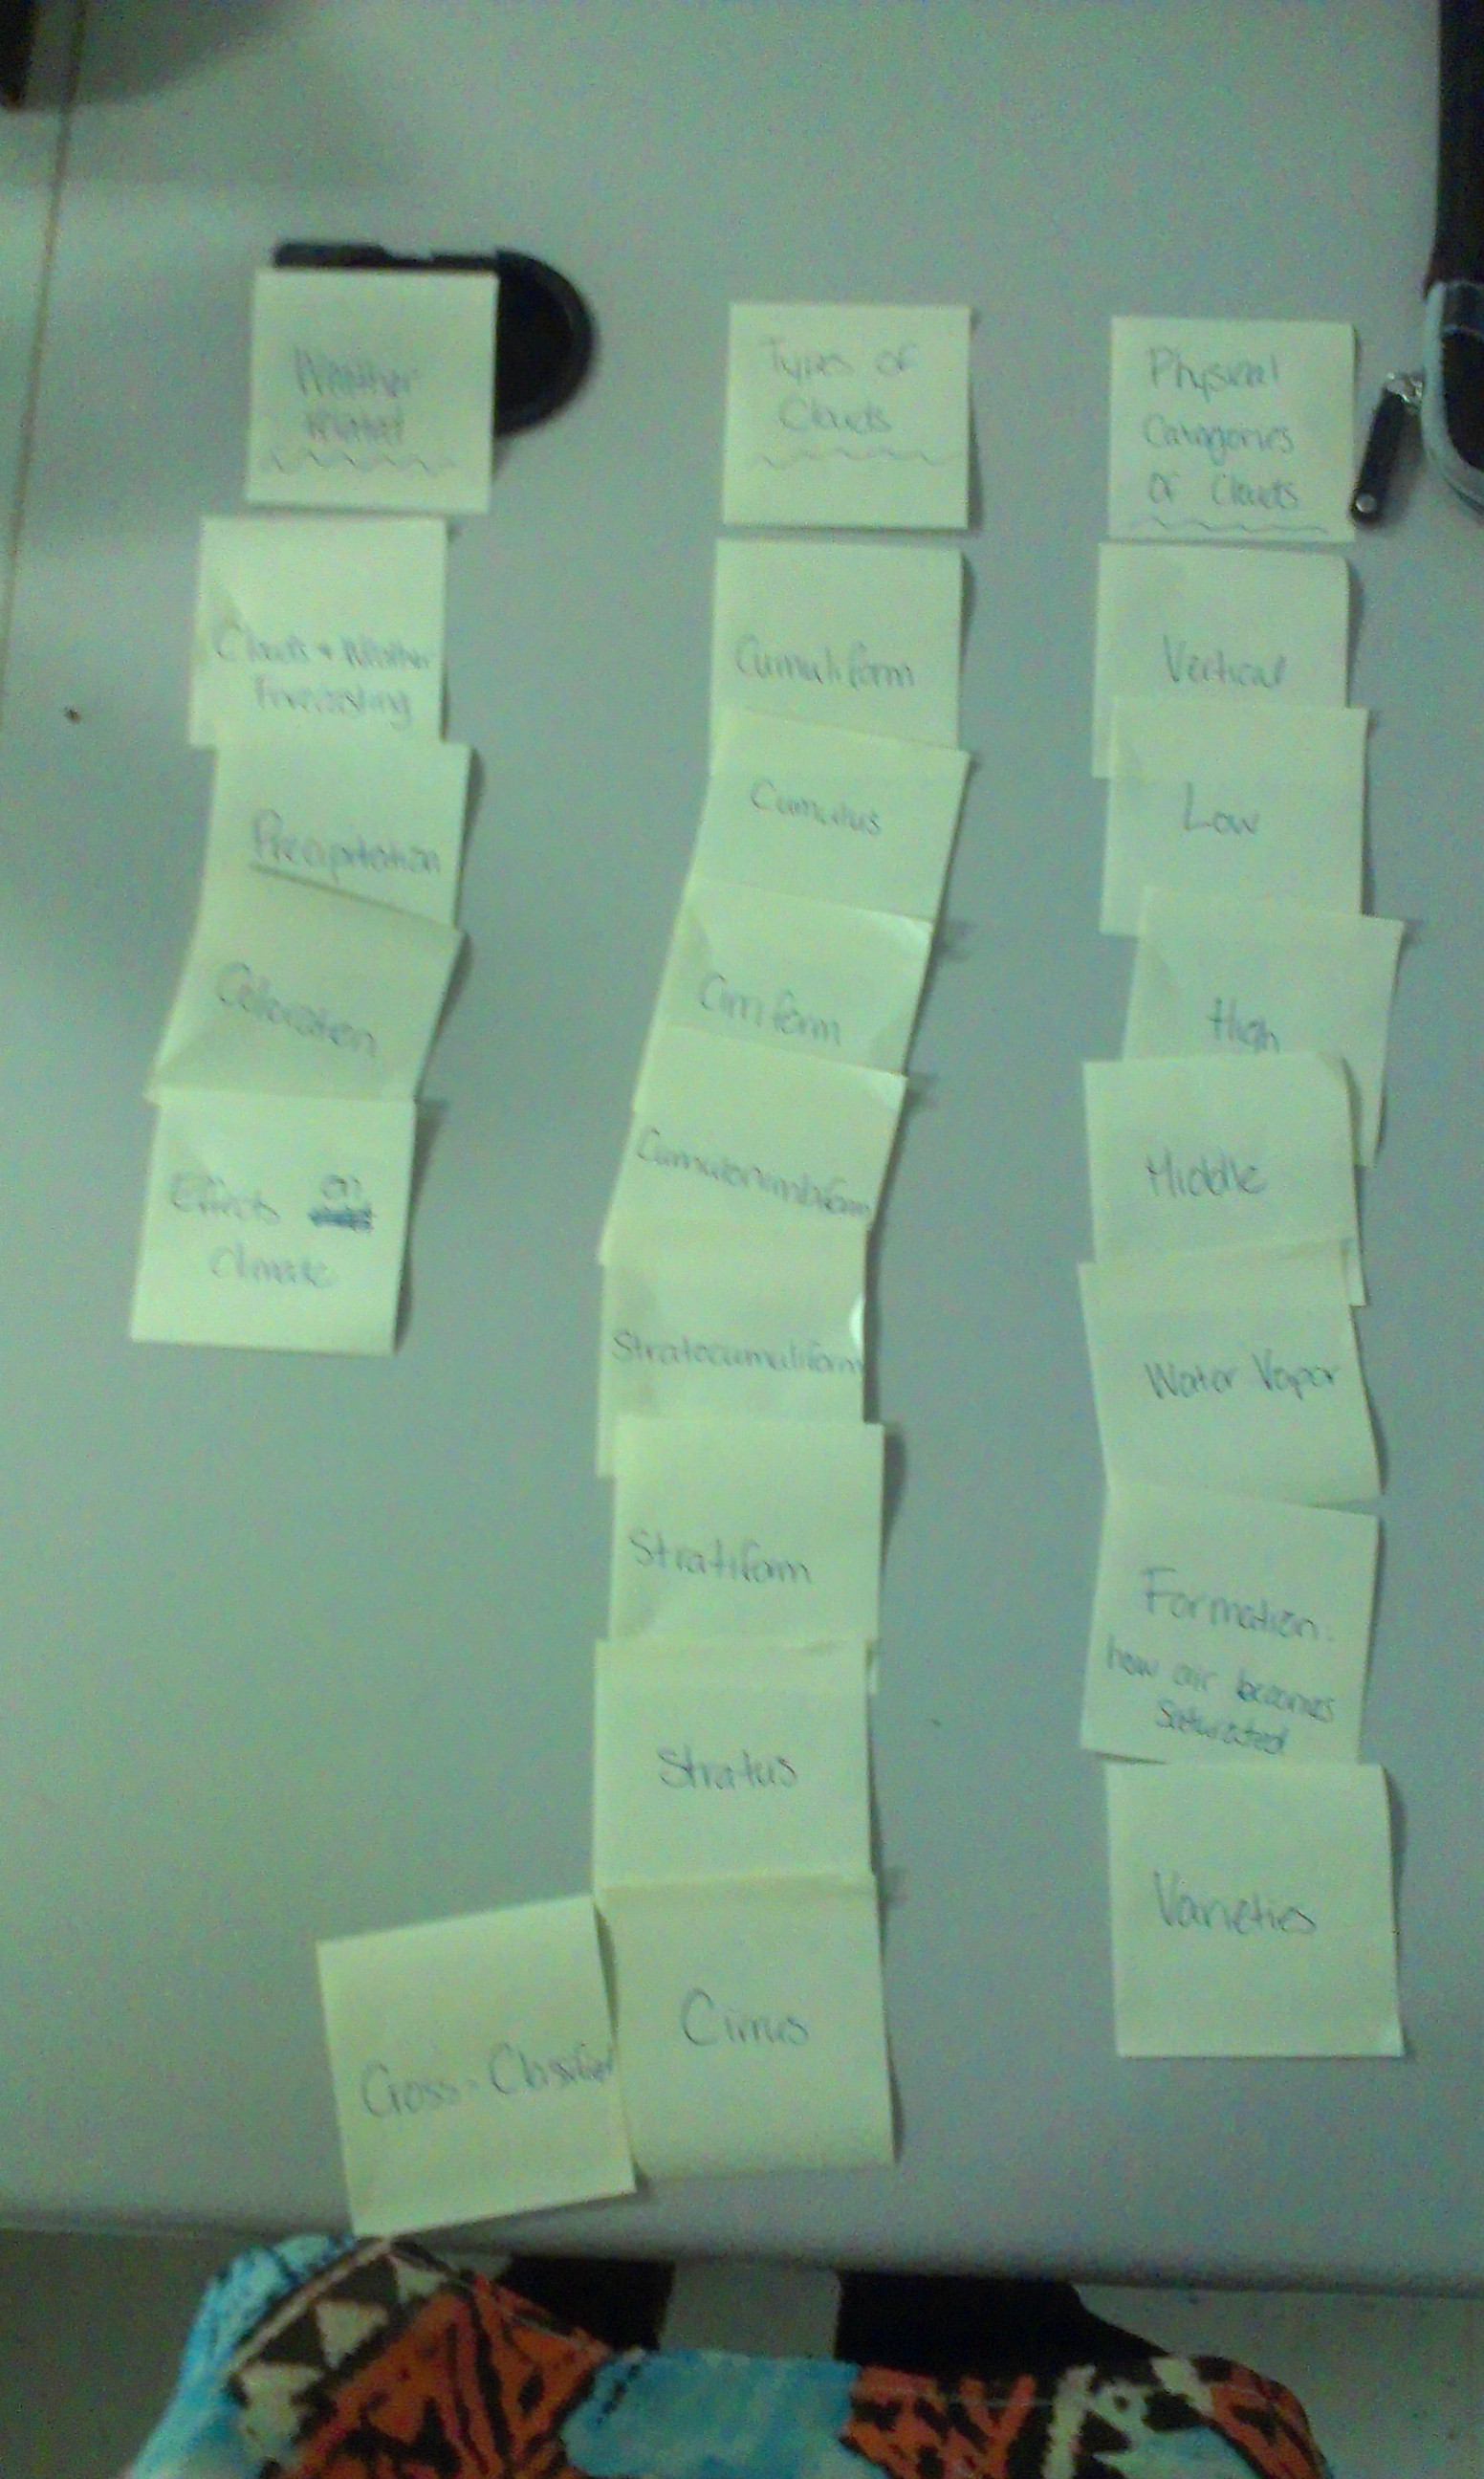 Weather
related
Clouds + Weather
Forecasting
Precipitation
Coloration
Effects on
Climate
Types of
Clouds
Cumuliform
Cumulus
Cirriform
Cumulonimbiform
Stratocumuliform
Stratiform
Stratus
Cirrus
Cross-Classified
Physical
Categories
of Clouds
Vertical
Low
High
Middle
Water Vapor
Formation:
how air becomes
Saturated
Varieties